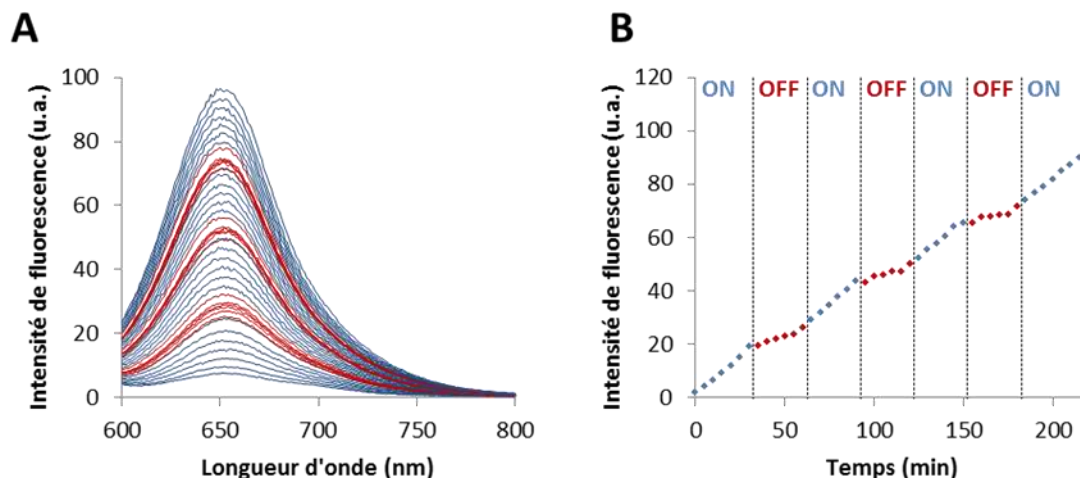 A
Intensité de fluorescence (u.a.)
100
80
60
40
20
0
600 650 700 750 800
Longueur d'onde (nm)
B
Intensité de fluorescence (u.a.)
120
100
80
60
40
20
0
ON OFF ON OFF ON OFF ON
0 50 100 150 200
Temps (min)